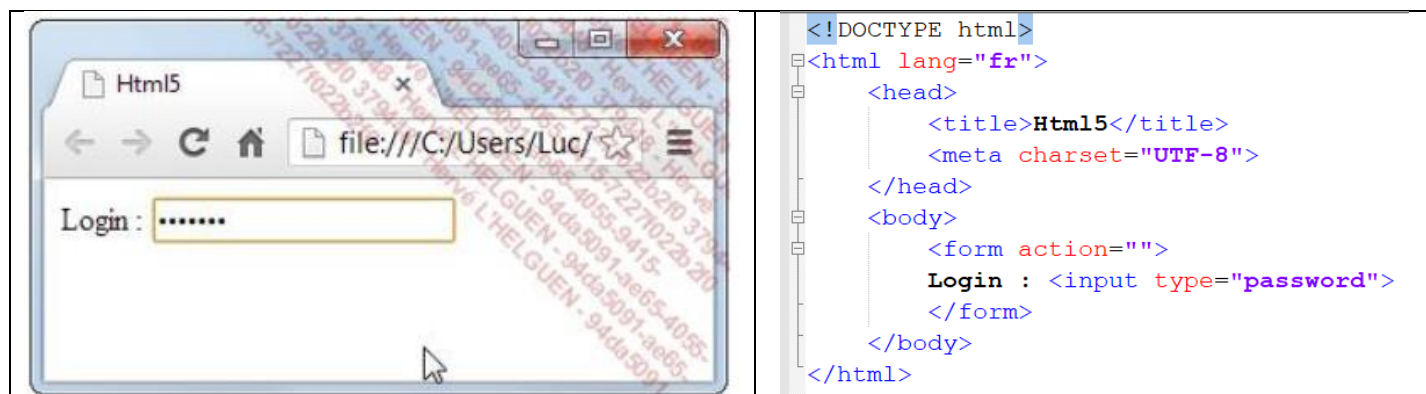 Html5
file:///C:/Users/Luc/
Login : •••••••
<!DOCTYPE html>
<html lang="fr">
<head>
<title>Html5</title>
<meta charset="UTF-8">
</head>
<body>
<form action="">
Login : <input type="password">
</form>
</body>
</html>